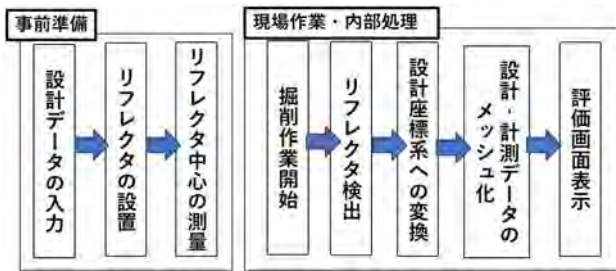 事前準備
設計データの入力
リフレクタの設置
リフレクタ中心の測量
現場作業・内部処理
掘削作業開始
リフレクタ検出
設計座標系への変換
設計・計測データの
メッシュ化
評価画面表示